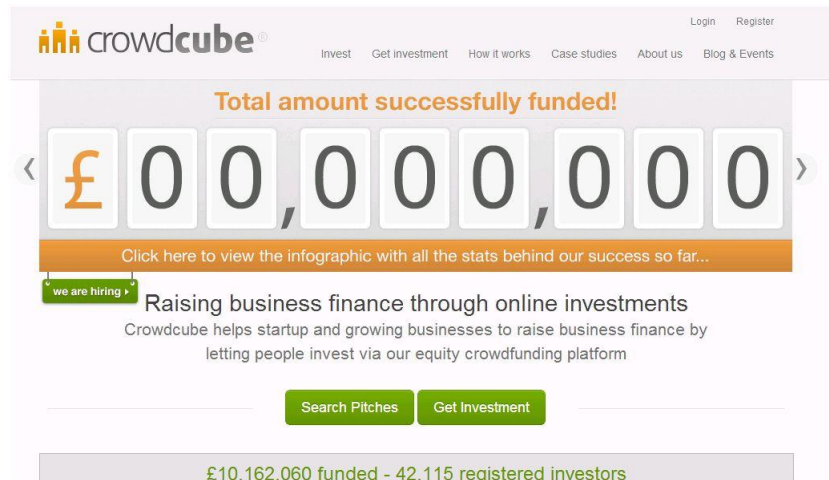 Login Register
crowdcube®
Invest Get investment How it works Case studies About us Blog & Events
Total amount successfully funded!
£00,000,000
Click here to view the infographic with all the stats behind our success so far...
we are hiring
Raising business finance through online investments
Crowdcube helps startup and growing businesses to raise business finance by
letting people invest via our equity crowdfunding platform
Search Pitches Get Investment
£10,162,060 funded - 42,115 registered investors